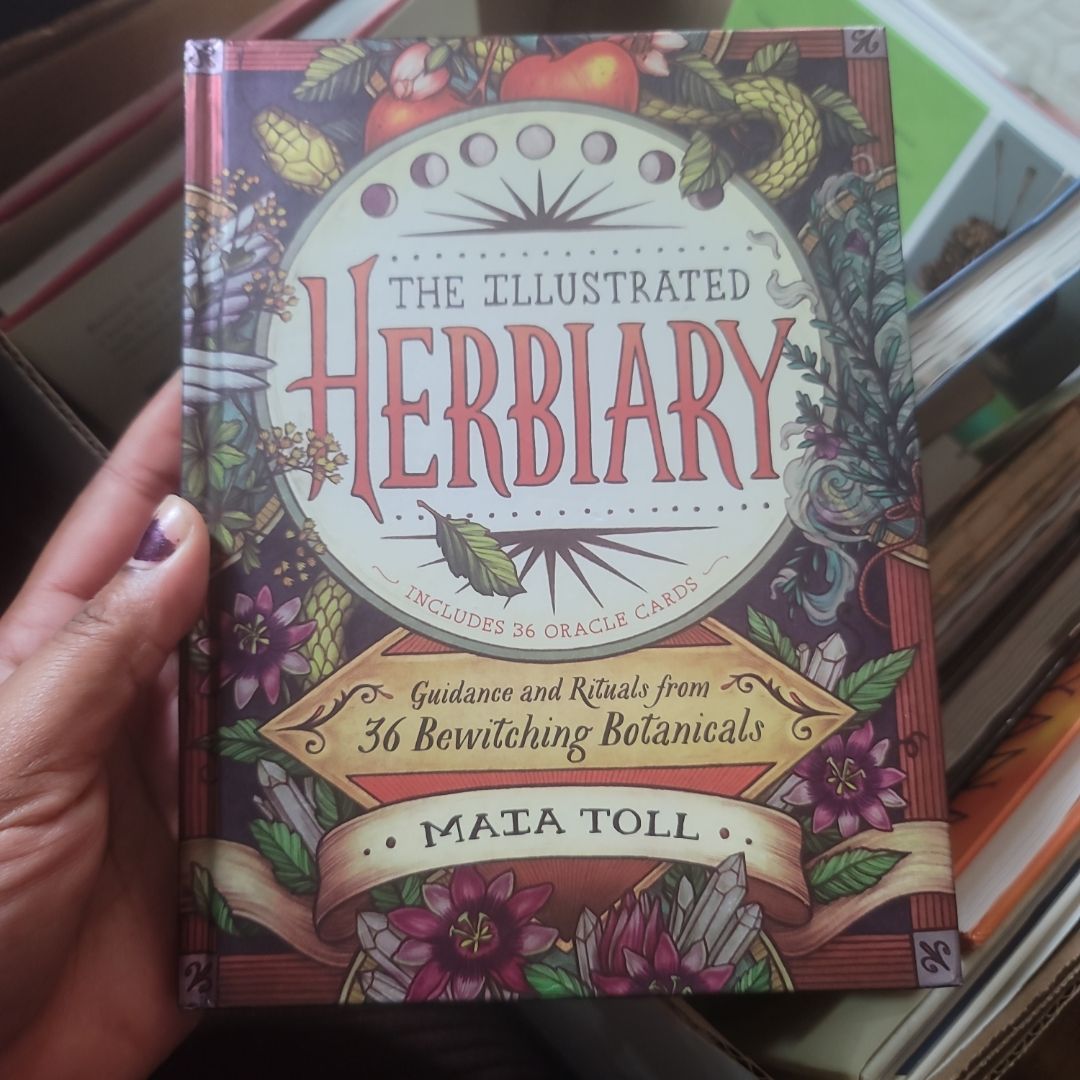 THE ILLUSTRATED
HERBIARY
INCLUDES 36 ORACLE CARDS
Guidance and Rituals from
36 Bewitching Botanicals
MAIA TOLL